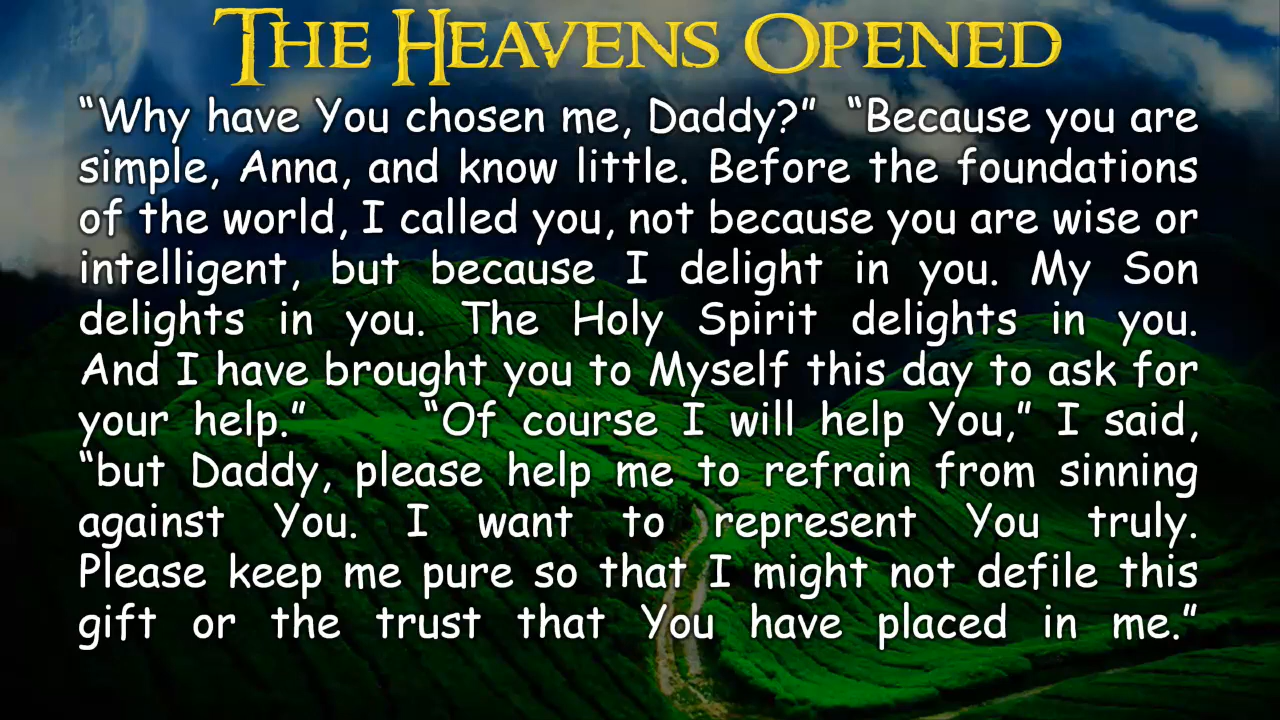 THE HEAVENS OPENED
“Why have You chosen me, Daddy?” “Because you are
simple, Anna, and know little. Before the foundations
of the world, I called you, not because you are wise or
intelligent, but because I delight in you. My Son
delights in you. The Holy Spirit delights in you.
And I have brought you to Myself this day to ask for
your help.” “Of course I will help You,” I said,
“but Daddy, please help me to refrain from sinning
against You. I want to represent You truly.
Please keep me pure so that I might not defile this
gift or the trust that You have placed in me.”